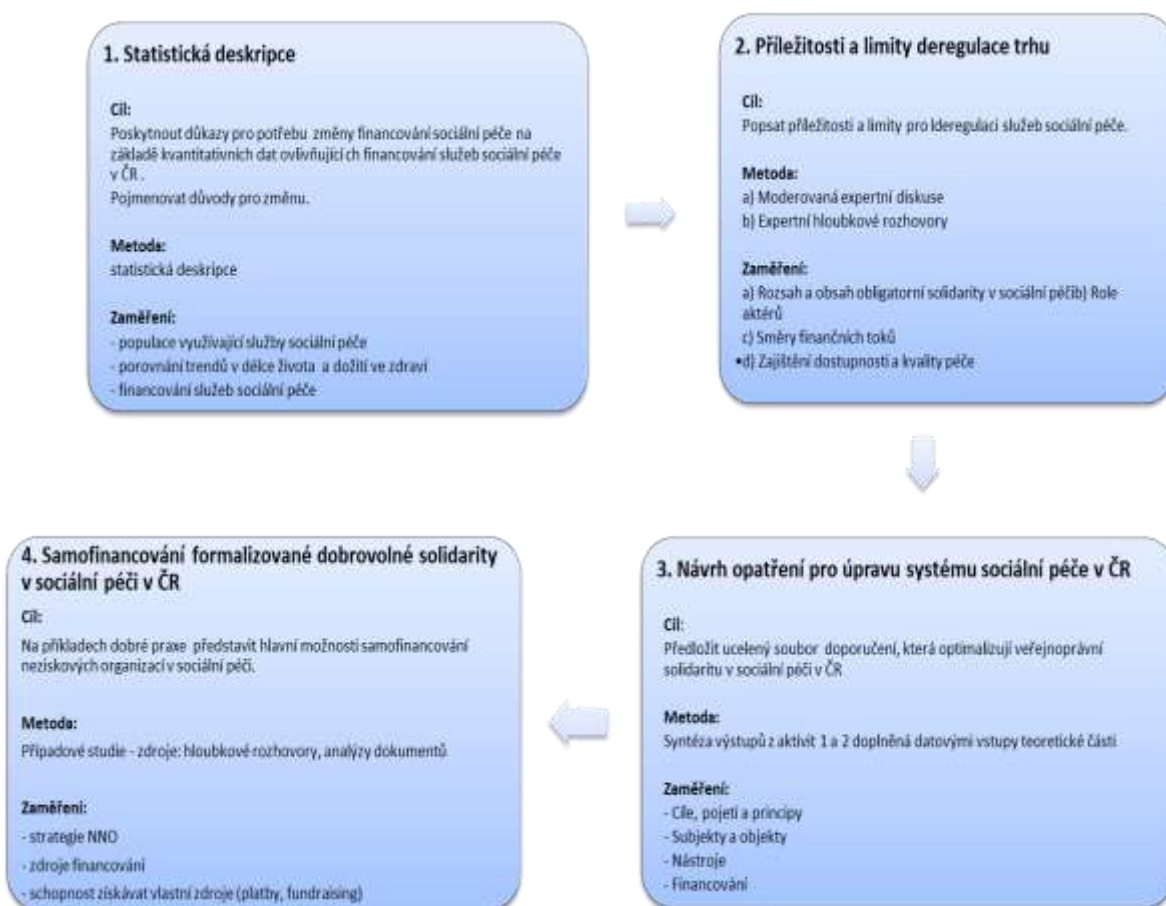 1. Statistická deskripce
Cíl:
Poskytnout důkazy pro potřebu změny financování sociální péče na
základě kvantitativních dat ovlivňující ch financování služeb sociální péče
v ČR .
Pojmenovat důvody pro změnu.
Metoda:
statistická deskripce
Zaměření:
- populace využívající služby sociální péče
- porovnání trendů v délce života a dožití ve zdraví
- financování služeb sociální péče
2. Příležitosti a limity deregulace trhu
Cíl:
Popsat příležitosti a limity pro lderegulaci služeb sociální péče.
Metoda:
a) Moderovaná expertní diskuse
b) Expertní hloubkové rozhovory
Zaměření:
a) Rozsah a obsah obligatorní solidarity v sociální péčib) Role
aktérů
c) Směry finančních toků
•d) Zajištění dostupnosti a kvality péče
3. Návrh opatření pro úpravu systému sociální péče v ČR
Cíl:
Předložit ucelený soubor doporučení, která optimalizují veřejnoprávní
solidaritu v sociální péči v ČR
Metoda:
Syntéza výstupů z aktivit 1 a 2 doplněná datovými vstupy teoretické části
Zaměření:
- Cíle, pojetí a principy
- Subjekty a objekty
- Nástroje
- Financování
4. Samofinancování formalizované dobrovolné solidarity
v sociální péči v ČR
Cíl:
Na příkladech dobré praxe představit hlavní možnosti samofinancování
neziskových organizací v sociální péči.
Metoda:
Případové studie - zdroje: hloubkové rozhovory, analýzy dokumentů
Zaměření:
- strategie NNO
- zdroje financování
- schopnost získávat vlastní zdroje (platby, fundraising)